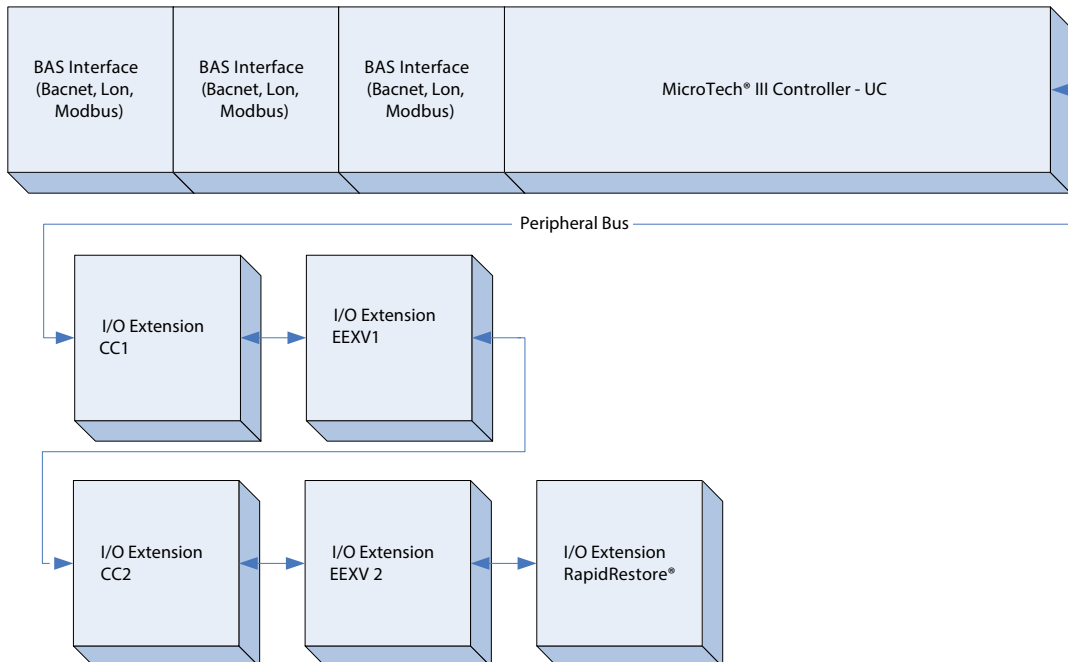 BAS Interface
(Bacnet, Lon,
Modbus)
BAS Interface
(Bacnet, Lon,
Modbus)
BAS Interface
(Bacnet, Lon,
Modbus)
MicroTech® III Controller - UC
Peripheral Bus
I/O Extension
CC1
I/O Extension
EEXV1
I/O Extension
CC2
I/O Extension
EEXV 2
I/O Extension
RapidRestore®